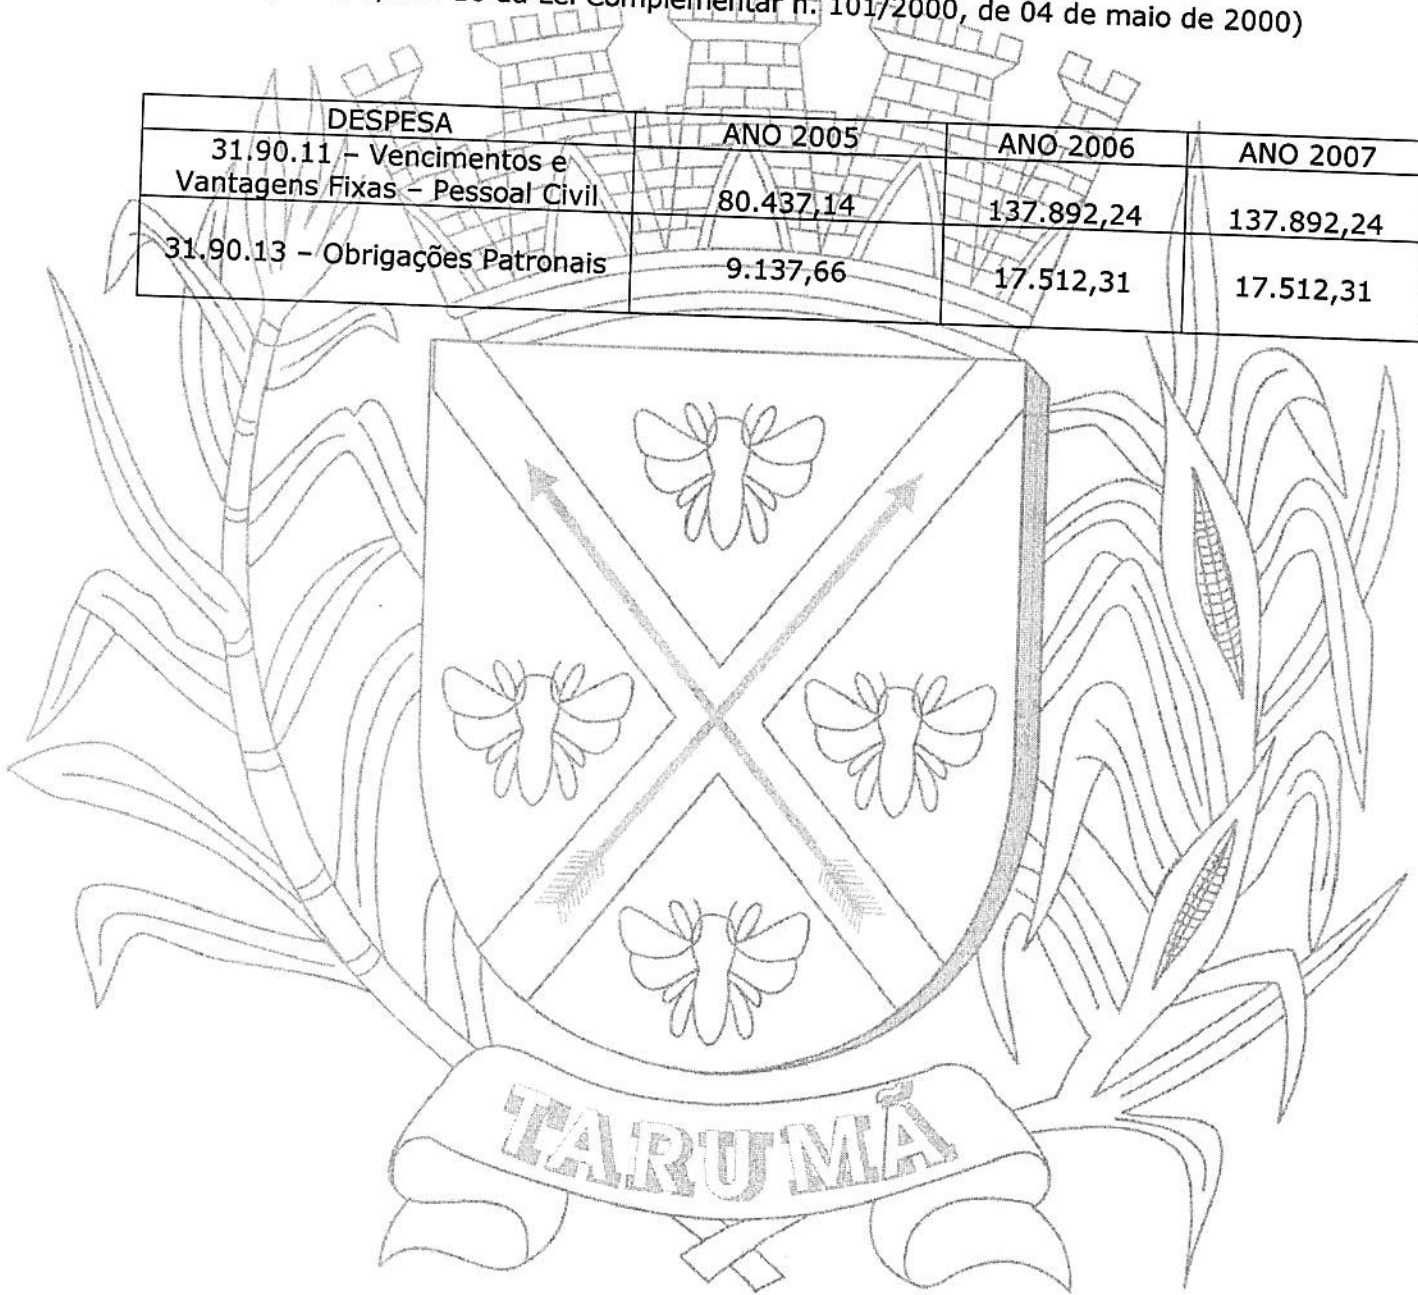 da Lei Complementar n. 101/2000, de 04 de maio de 2000)
DESPESA ANO 2005 ANO 2006 ANO 2007
31.90.11 – Vencimentos e
Vantagens Fixas – Pessoal Civil 80.437,14 137.892,24 137.892,24
31.90.13 – Obrigações Patronais 9.137,66 17.512,31 17.512,31
TARUMÃ